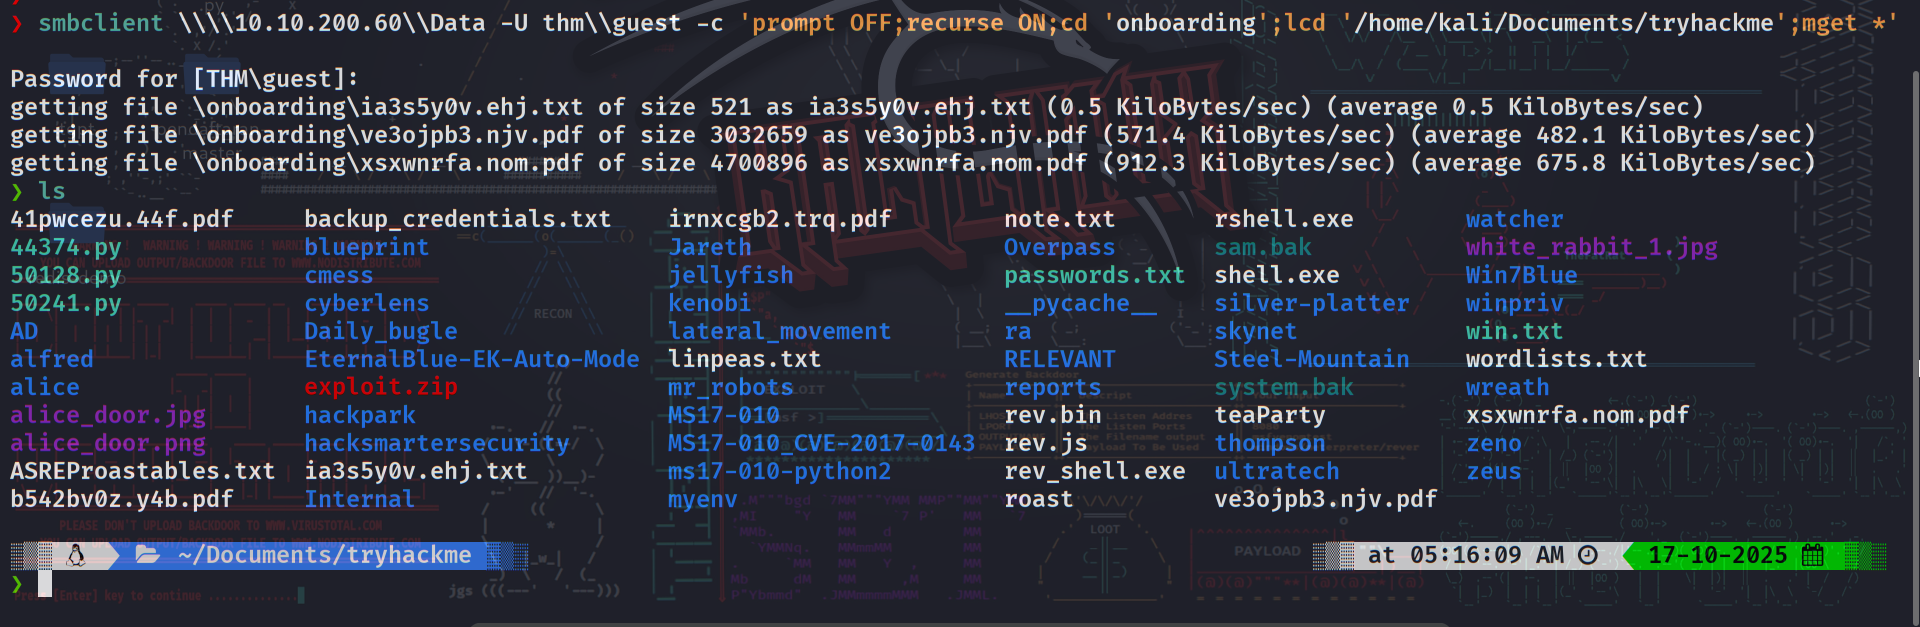 ❯ smbclient \\\\10.10.200.60\\Data -U thm\\guest -c 'prompt OFF;recurse ON;cd 'onboarding';lcd '/home/kali/Documents/tryhackme';mget *'
Password for [THM\guest]:
getting file \onboarding\ia3s5y0v.ehj.txt of size 521 as ia3s5y0v.ehj.txt (0.5 KiloBytes/sec) (average 0.5 KiloBytes/sec)
getting file \onboarding\ve3ojpb3.njv.pdf of size 3032659 as ve3ojpb3.njv.pdf (571.4 KiloBytes/sec) (average 482.1 KiloBytes/sec)
getting file \onboarding\xsxwnrfa.nom.pdf of size 4700896 as xsxwnrfa.nom.pdf (912.3 KiloBytes/sec) (average 675.8 KiloBytes/sec)
❯ ls
41pwcezu.44f.pdf backup_credentials.txt irnxcgb2.trq.pdf note.txt rshell.exe watcher
44374.py blueprint Jareth Overpass sam.bak white_rabbit_1.jpg
50128.py cmess jellyfish passwords.txt shell.exe Win7Blue
50241.py cyberlens kenobi __pycache__ silver-platter winpriv
AD Daily_bugle lateral_movement ra skynet win.txt
alfred EternalBlue-EK-Auto-Mode linpeas.txt RELEVANT Steel-Mountain wordlists.txt
alice exploit.zip mr_robots reports system.bak wreath
alice_door.jpg hackpark MS17-010 rev.bin teaParty xsxwnrfa.nom.pdf
alice_door.png hacksmartersecurity MS17-010_CVE-2017-0143 rev.js thompson zeno
ASREProastables.txt ia3s5y0v.ehj.txt ms17-010-python2 rev_shell.exe ultratech zeus
b542bv0z.y4b.pdf Internal myenv roast ve3ojpb3.njv.pdf
~/Documents/tryhackme at 05:16:09 AM 17-10-2025
❯